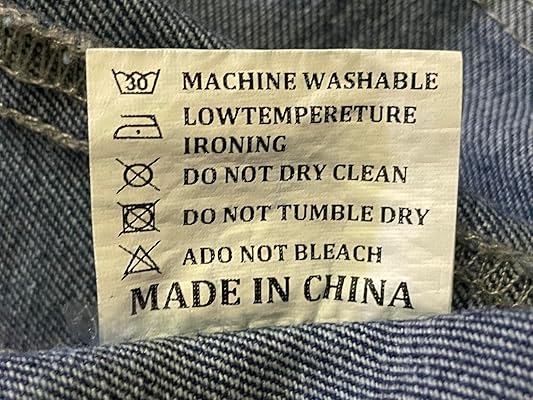 30 MACHINE WASHABLE
LOWTEMPERETURE
IRONING
DO NOT DRY CLEAN
DO NOT TUMBLE DRY
ADO NOT BLEACH
MADE IN CHINA